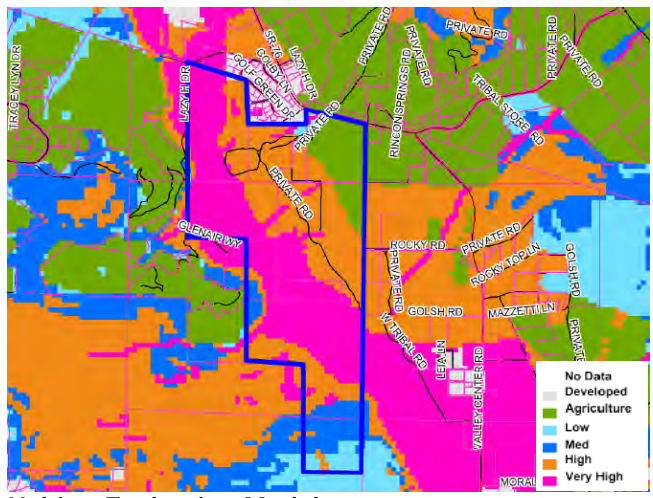 TRACEY LYN DR
LAZY H DR
SR-76
COLBY LN
GOLF GREEN DR
LAZY H DR
PRIVATE RD
PRIVATE RD
PRIVATE RD
RINCON SPRINGS RD
PRIVATE RD
PRIVATE RD
PRIVATE RD
TRIBAL STORE RD
PRIVATE RD
GLENAIR WY
ROCKY RD
PRIVATE RD
PRIVATE RD
ROCKY TOP LN
GOLSH RD
GOLSH RD
MAZZETTI LN
PRIVATE
W TRIBAL RD
LEIA LN
VALLEY CENTER RD
MORAL
No Data
Developed
Agriculture
Low
Med
High
Very High